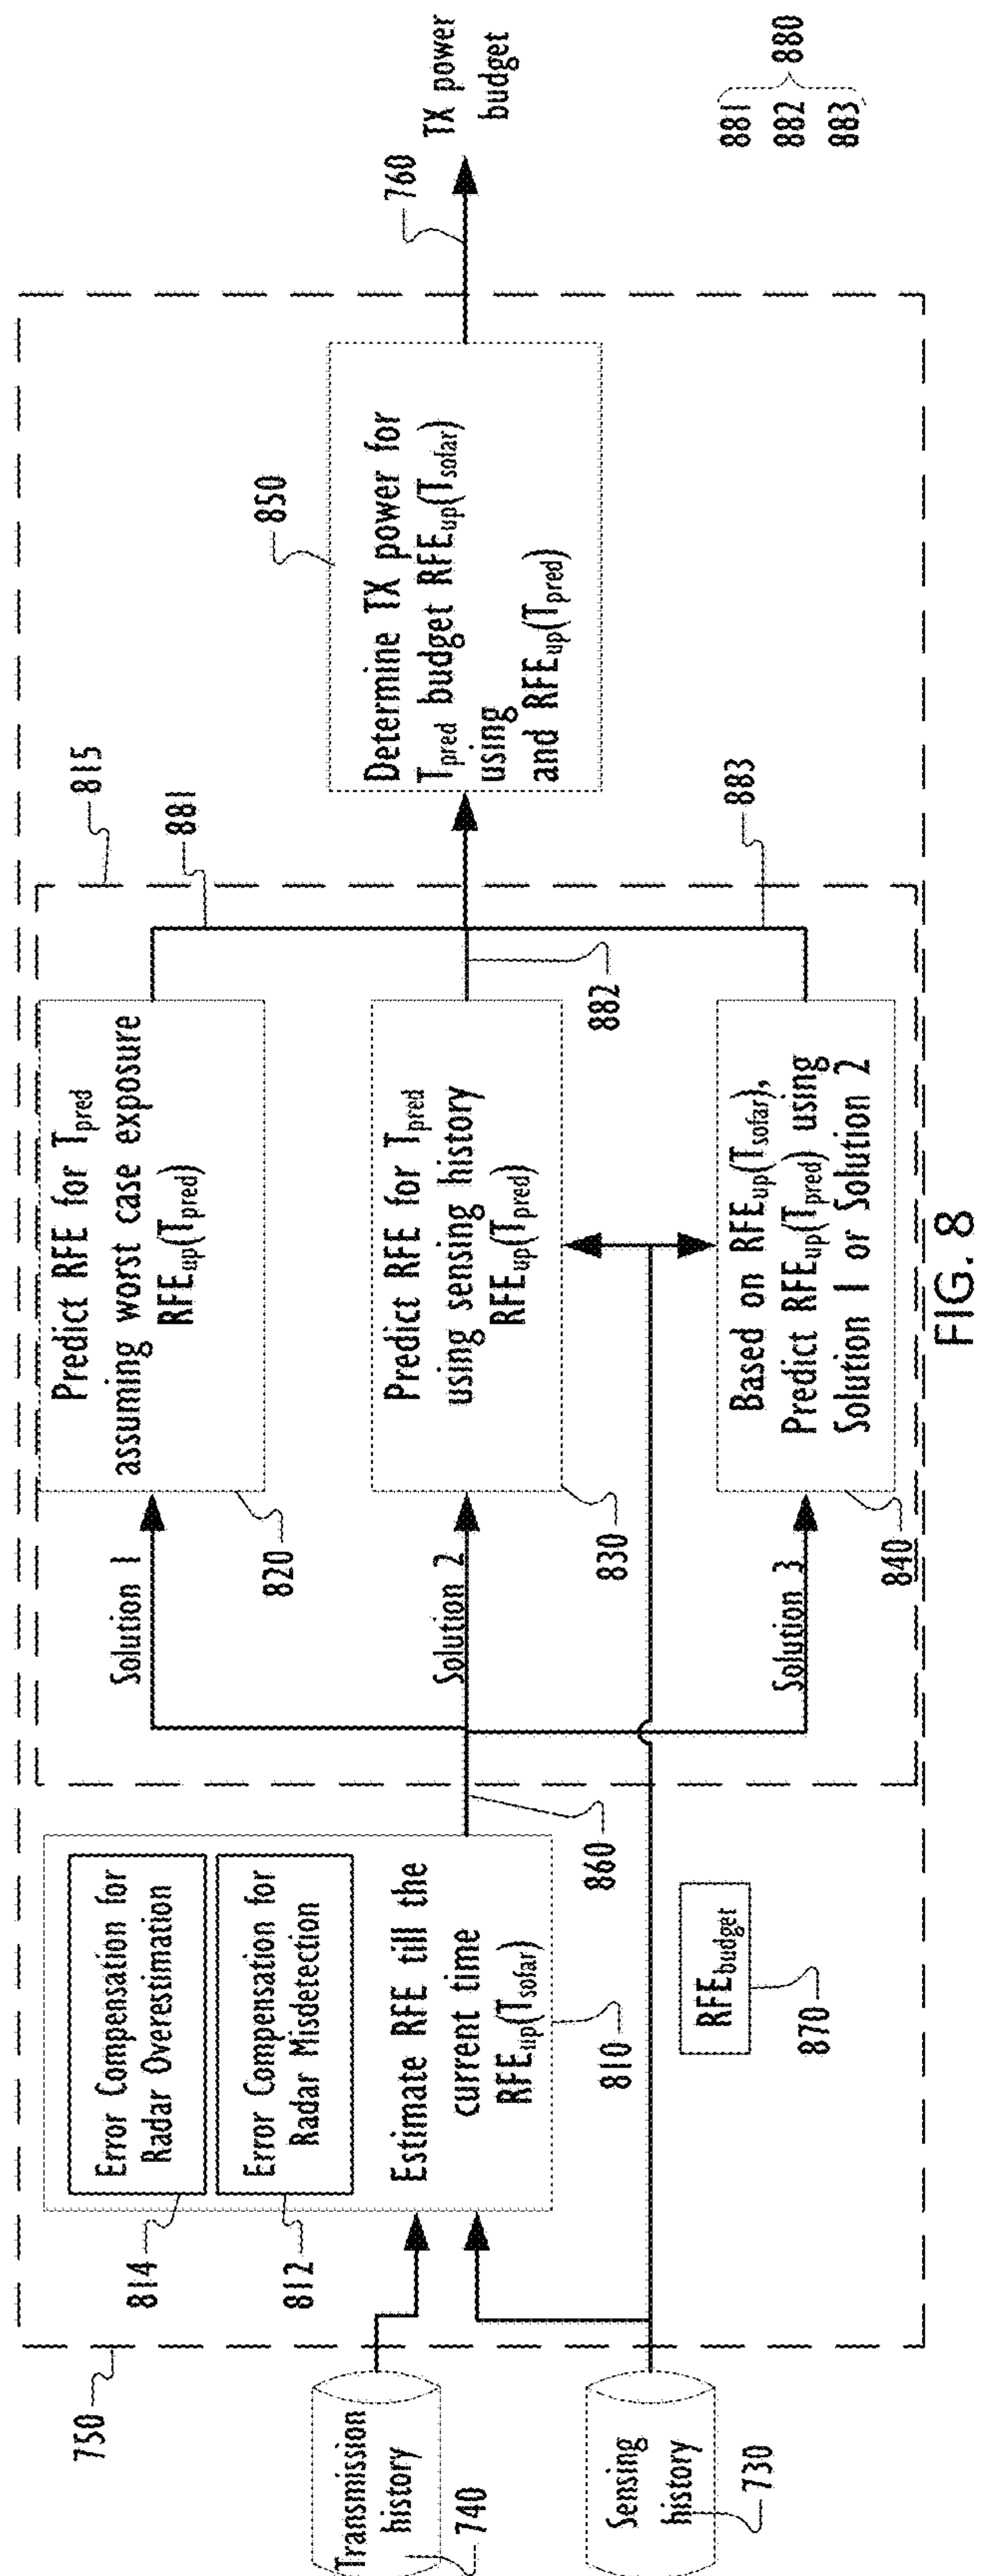 750
814
Error Compensation for
Radar Overestimation
812
Error Compensation for
Radar Misdetection
Estimate RFE till the
current time
RFEup(Tsofar)
810
Transmission
history
740
Sensing
history
730
RFEbudget
870
860
815
Solution 1
820
Predict RFE for Tpred
assuming worst case exposure
RFEup(Tpred)
881
Solution 2
830
Predict RFE for Tpred
using sensing history
RFEup(Tpred)
882
Solution 3
840
Based on RFEup(Tsofar),
Predict RFEup(Tpred) using
Solution 1 or Solution 2
883
850
Determine TX power for
Tpred budget RFEup(Tsofar)
using
and RFEup(Tpred)
760
TX power
budget
881
882
883
880
FIG. 8